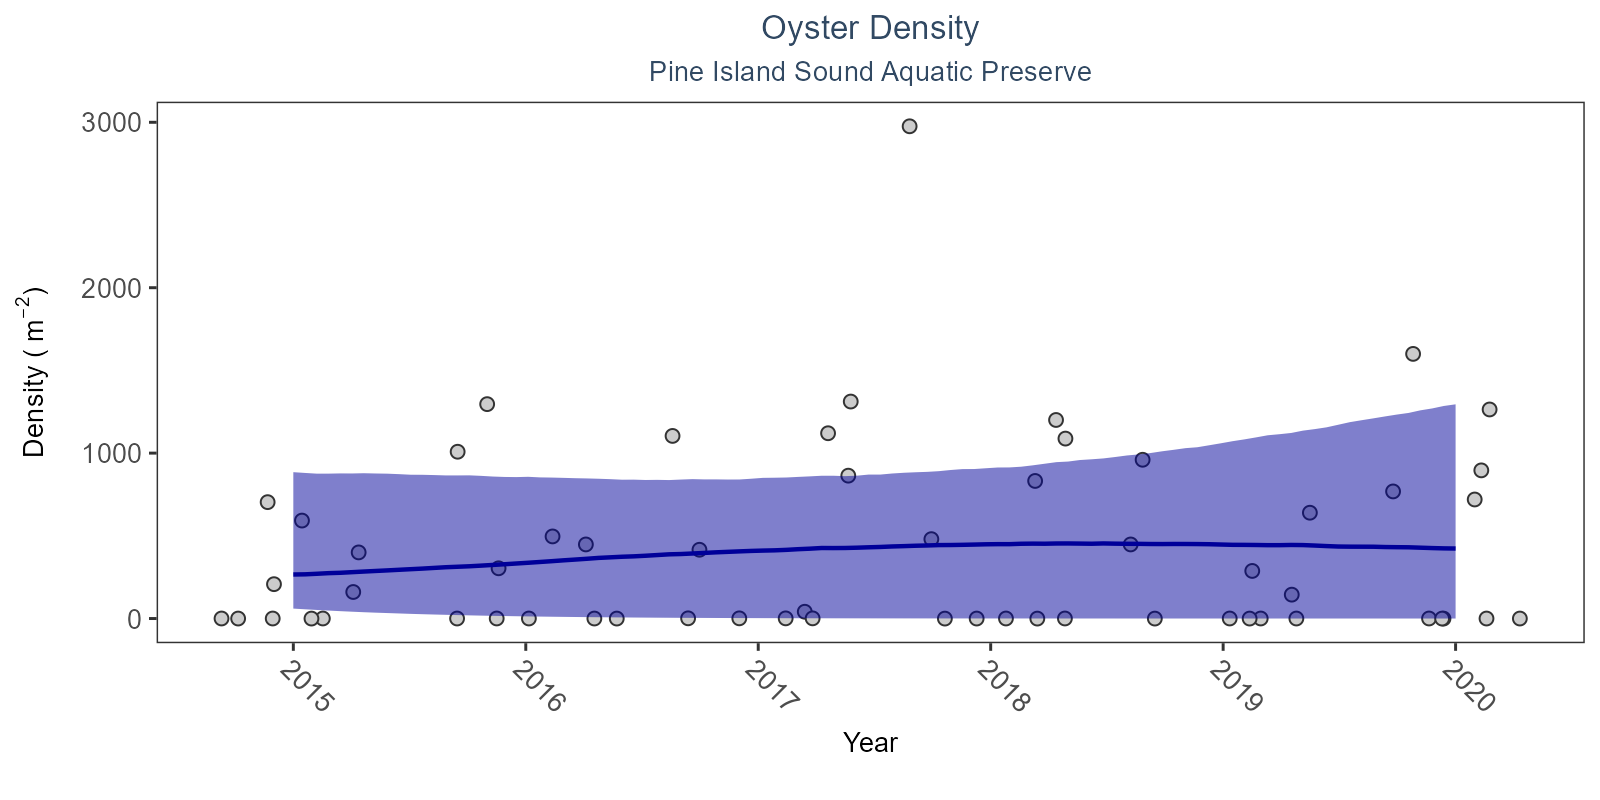 Oyster Density
Pine Island Sound Aquatic Preserve
Density ( m⁻²)
3000
2000
1000
0
2015
2016
2017
2018
2019
2020
Year